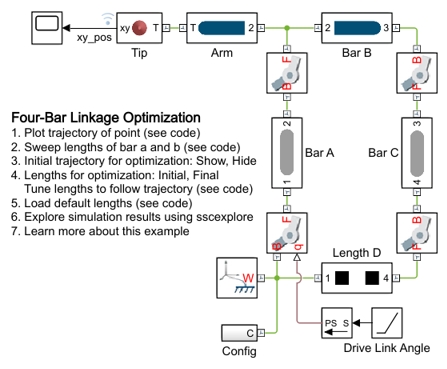 xy_pos
xy T
Tip
T 2
Arm
2 3
Bar B
B F
F B
Four-Bar Linkage Optimization
1. Plot trajectory of point (see code)
2. Sweep lengths of bar a and b (see code)
3. Initial trajectory for optimization: Show, Hide
4. Lengths for optimization: Initial, Final
Tune lengths to follow trajectory (see code)
5. Load default lengths (see code)
6. Explore simulation results using sscexplore
7. Learn more about this example
2
1
Bar A
Bar C
3
4
B F
q
F B
Length D
1 4
W
C
Config
PS S
Drive Link Angle